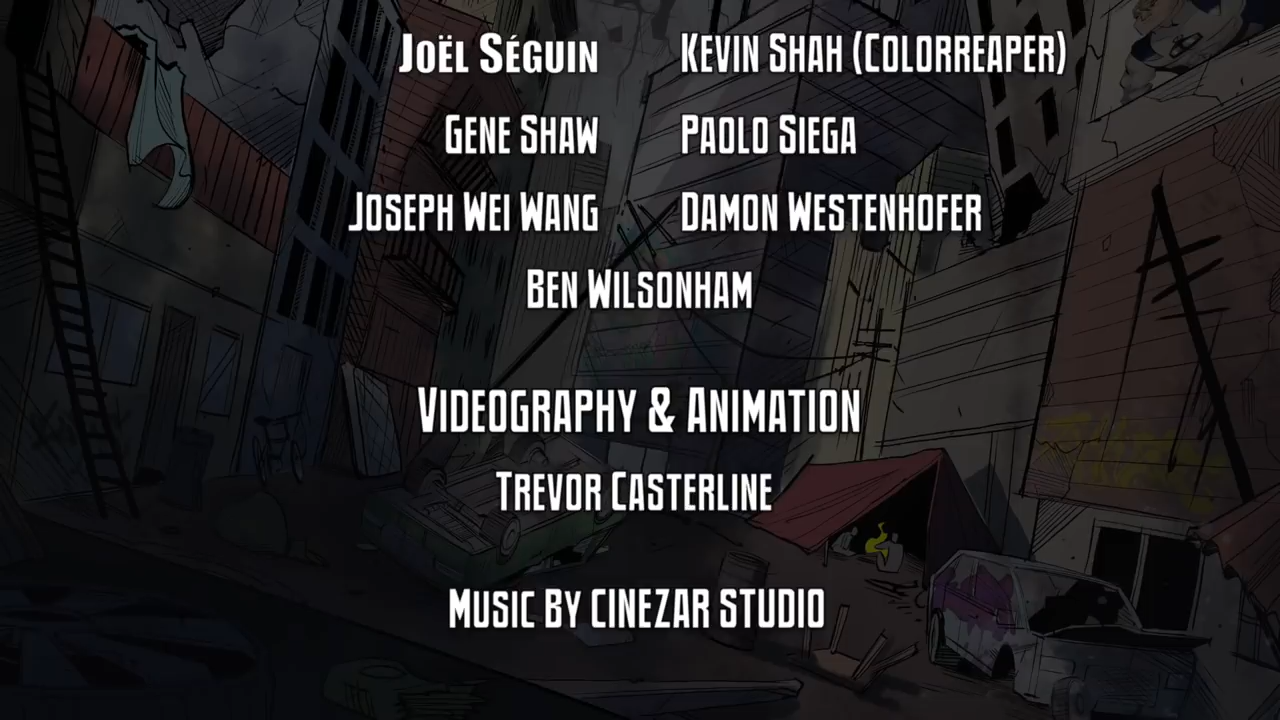 Joël Séguin Kevin Shah (Colorreaper)
Gene Shaw Paolo Siega
Joseph Wei Wang Damon Westenhofer
Ben Wilsonham
Videography & Animation
Trevor Casterline
Music By CINEZAR STUDIO